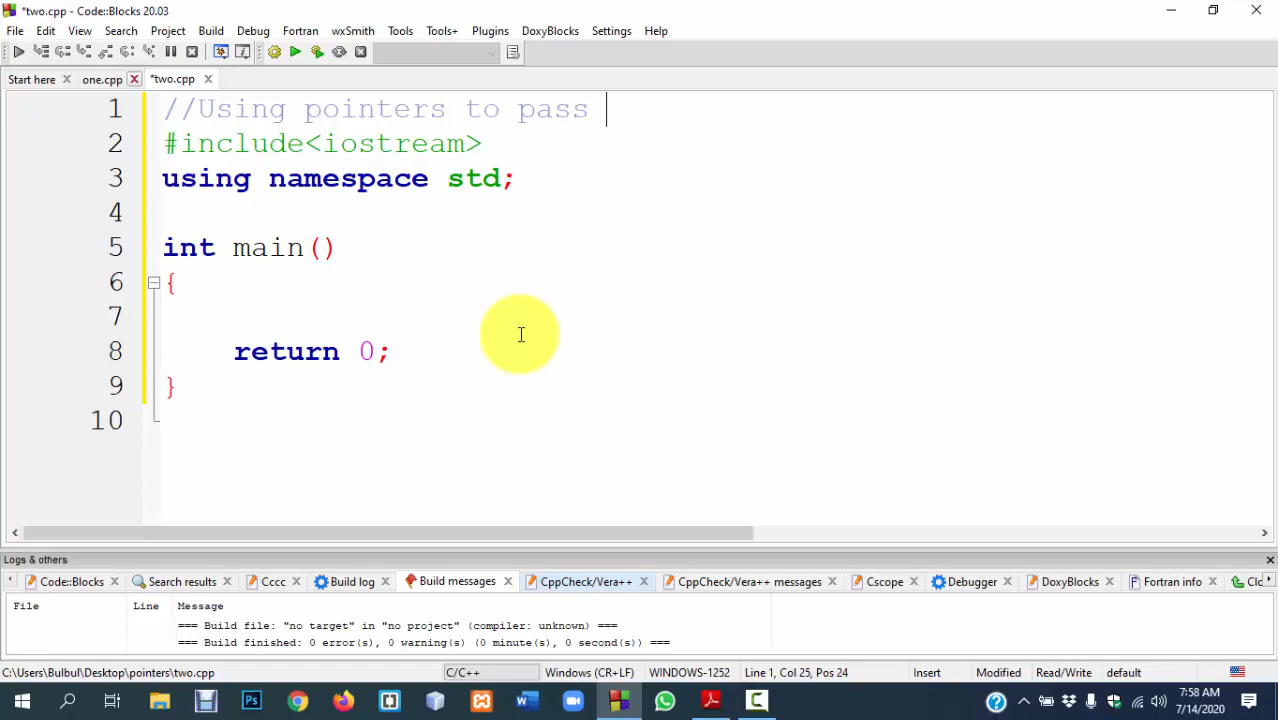 *two.cpp - Code::Blocks 20.03
File Edit View Search Project Build Debug Fortran wxSmith Tools Tools+ Plugins DoxyBlocks Settings Help
Start here one.cpp *two.cpp
1 //Using pointers to pass
2 #include<iostream>
3 using namespace std;
4
5 int main()
6 {
7
8 return 0;
9 }
10
Logs & others
Code::Blocks Search results Cccc Build log Build messages CppCheck/Vera++ CppCheck/Vera++ messages Cscope Debugger DoxyBlocks Fortran info
File Line Message
=== Build file: "no target" in "no project" (compiler: unknown) ===
=== Build finished: 0 error(s), 0 warning(s) (0 minute(s), 0 second(s)) ===
C:\Users\Bulbul\Desktop\pointers\two.cpp C/C++ Windows (CR+LF) WINDOWS-1252 Line 1, Col 25, Pos 24 Insert Modified Read/Write default
7:58 AM
7/14/2020